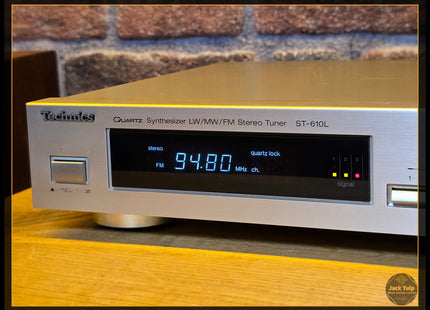 Technics
QUARTZ Synthesizer LW/MW/FM Stereo Tuner ST-610L
stereo
quartz lock
FM 94.80 MHz ch.
1 2 3
signal
1
Jack Tulp